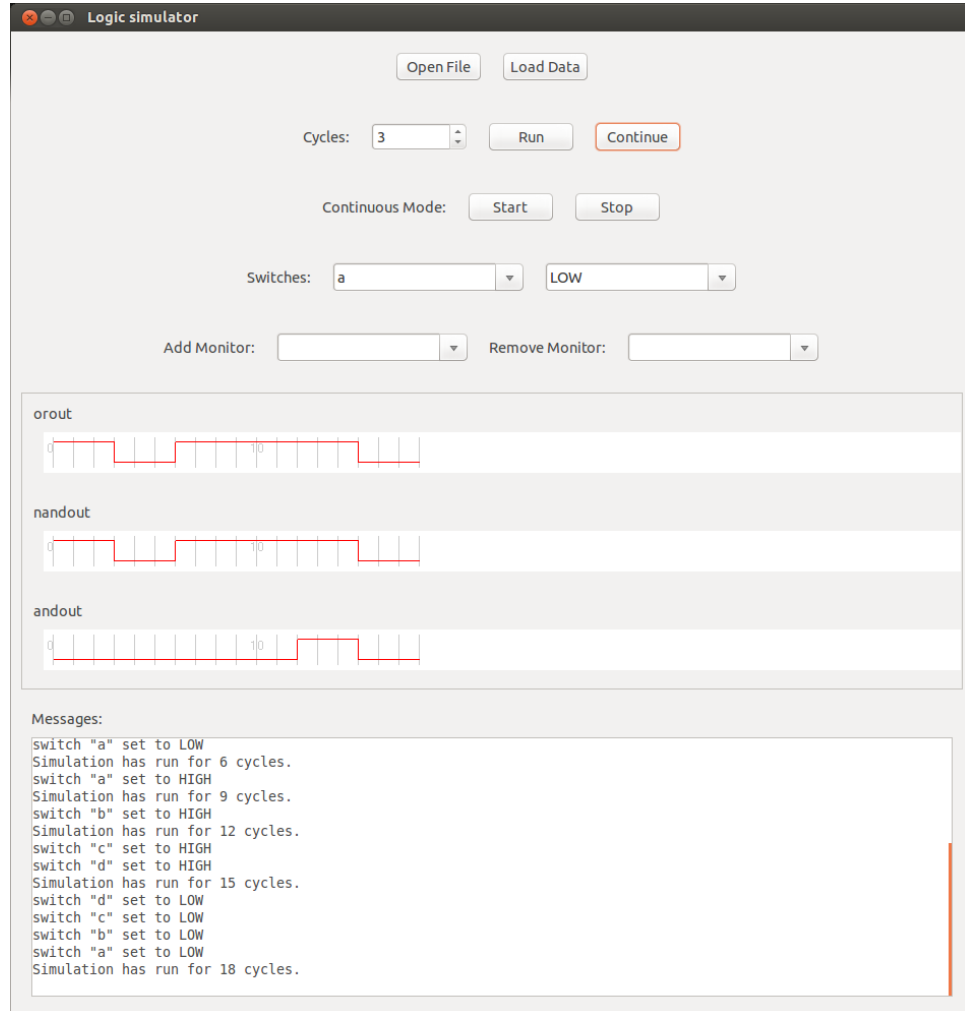 Logic simulator
Open File Load Data
Cycles: 3 Run Continue
Continuous Mode: Start Stop
Switches: a LOW
Add Monitor: Remove Monitor:
orout
0 10
nandout
0 10
andout
0 10
Messages:
switch "a" set to LOW
Simulation has run for 6 cycles.
switch "a" set to HIGH
Simulation has run for 9 cycles.
switch "b" set to HIGH
Simulation has run for 12 cycles.
switch "c" set to HIGH
switch "d" set to HIGH
Simulation has run for 15 cycles.
switch "d" set to LOW
switch "c" set to LOW
switch "b" set to LOW
switch "a" set to LOW
Simulation has run for 18 cycles.